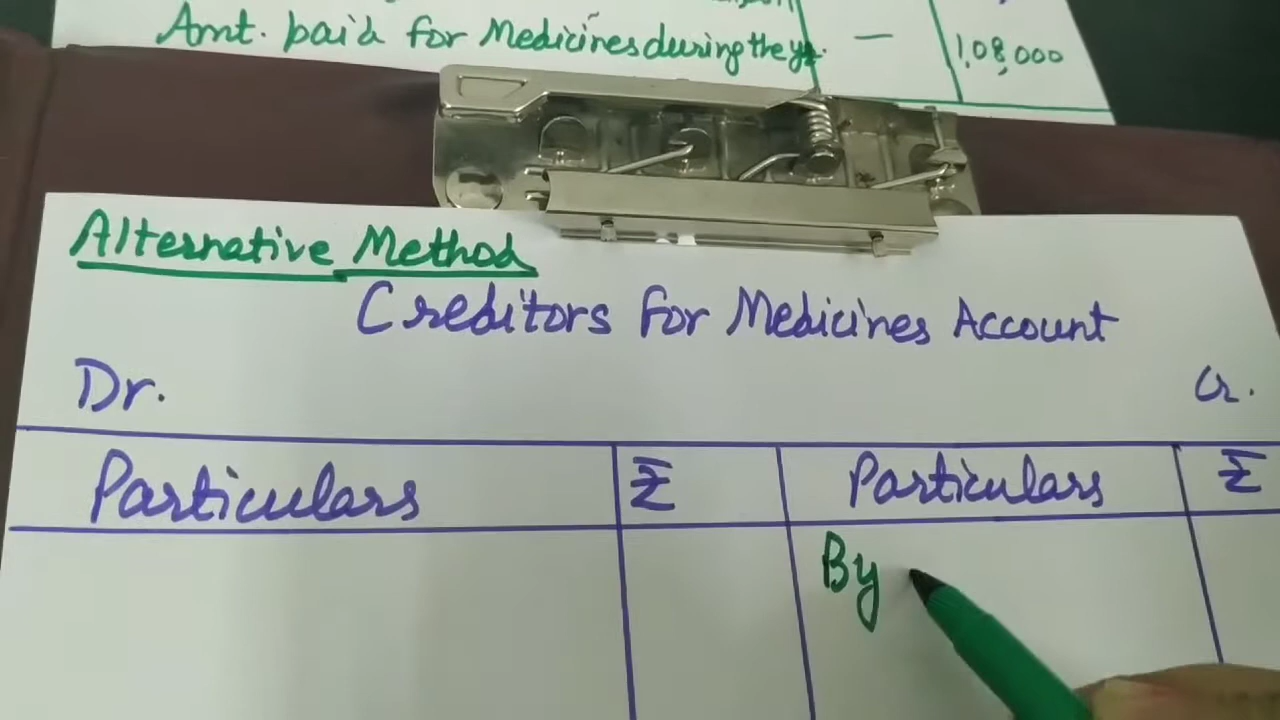 Amt. paid for Medicines during the yr. — 1,08,000
Alternative Method
Creditors for Medicines Account
Dr. Cr.
Particulars ₹ Particulars ₹
By